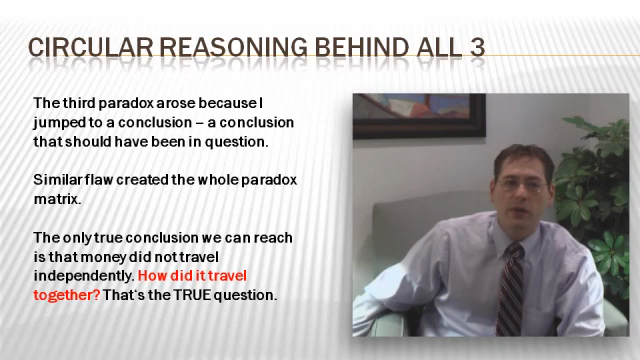 CIRCULAR REASONING BEHIND ALL 3
The third paradox arose because I
jumped to a conclusion – a conclusion
that should have been in question.
Similar flaw created the whole paradox
matrix.
The only true conclusion we can reach
is that money did not travel
independently. How did it travel
together? That's the TRUE question.